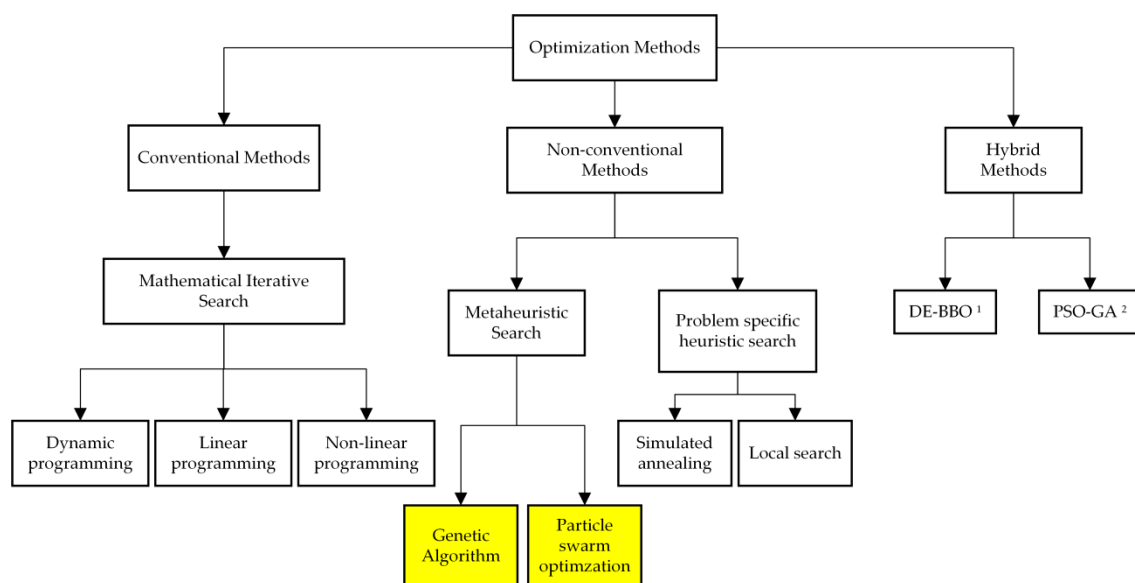 Optimization Methods
Conventional Methods
Non-conventional
Methods
Hybrid
Methods
Mathematical Iterative
Search
Metaheuristic
Search
Problem specific
heuristic search
DE-BBO ¹
PSO-GA ²
Dynamic
programming
Linear
programming
Non-linear
programming
Simulated
annealing
Local search
Genetic
Algorithm
Particle
swarm
optimzation